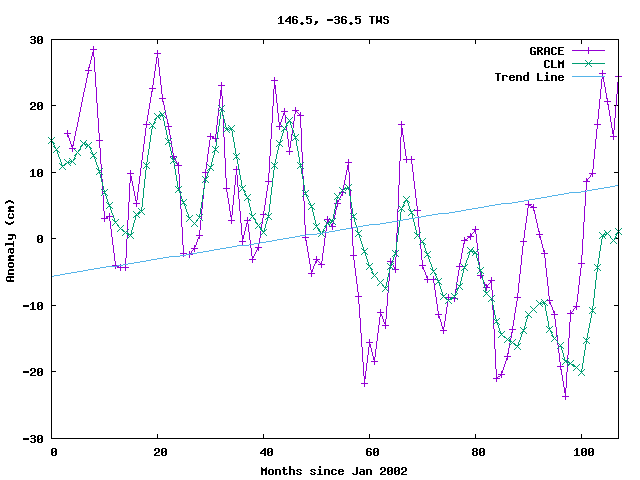 146.5, -36.5 TWS
GRACE
CLM
Trend Line
30
20
10
0
-10
-20
-30
Anomaly (cm)
0 20 40 60 80 100
Months since Jan 2002